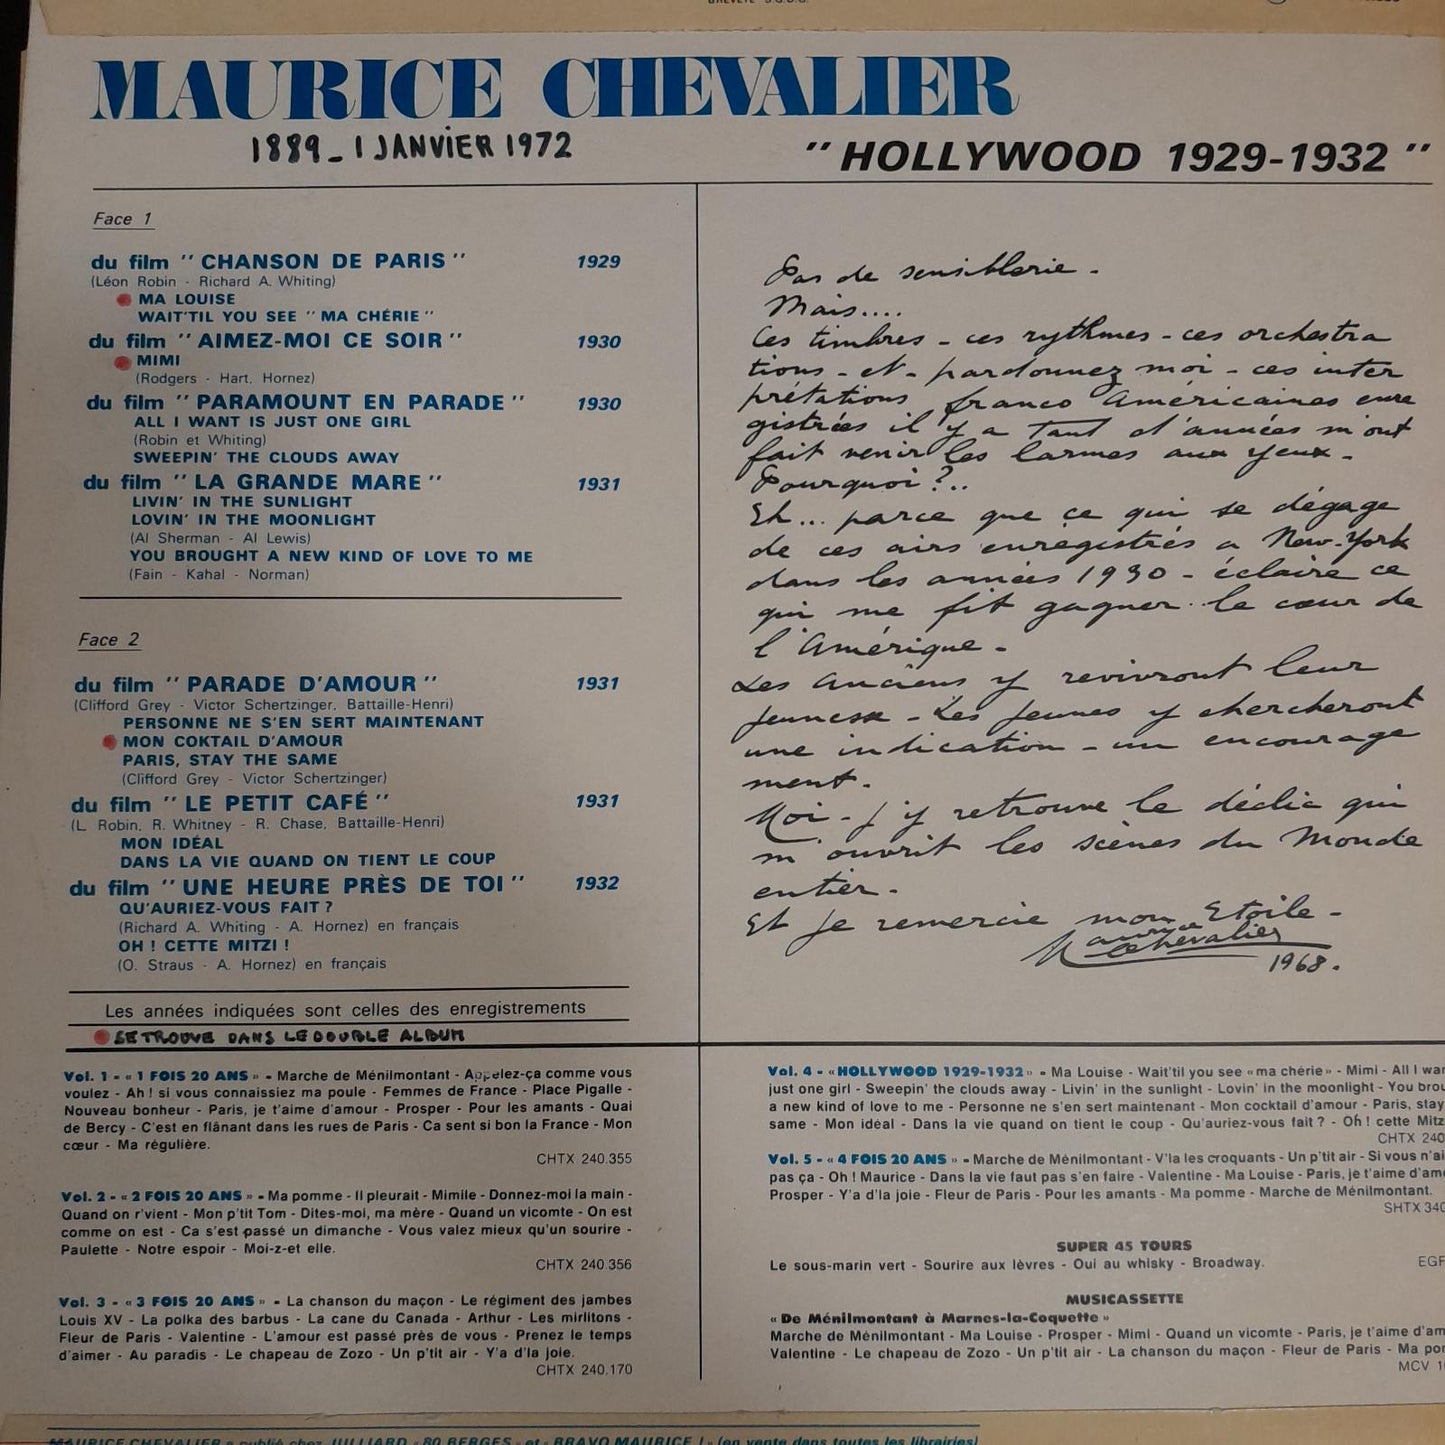 BREVETÉ S.G.D.G.
MAURICE CHEVALIER
1889_1 JANVIER 1972
" HOLLYWOOD 1929-1932 "
Face 1
du film " CHANSON DE PARIS " 1929
(Léon Robin - Richard A. Whiting)
MA LOUISE
WAIT'TIL YOU SEE " MA CHÉRIE "
du film " AIMEZ-MOI CE SOIR " 1930
MIMI
(Rodgers - Hart, Hornez)
du film " PARAMOUNT EN PARADE " 1930
ALL I WANT IS JUST ONE GIRL
(Robin et Whiting)
SWEEPIN' THE CLOUDS AWAY
du film " LA GRANDE MARE " 1931
LIVIN' IN THE SUNLIGHT
LOVIN' IN THE MOONLIGHT
(Al Sherman - Al Lewis)
YOU BROUGHT A NEW KIND OF LOVE TO ME
(Fain - Kahal - Norman)
Face 2
du film " PARADE D'AMOUR " 1931
(Clifford Grey - Victor Schertzinger, Battaille-Henri)
PERSONNE NE S'EN SERT MAINTENANT
MON COKTAIL D'AMOUR
PARIS, STAY THE SAME
(Clifford Grey - Victor Schertzinger)
du film " LE PETIT CAFÉ " 1931
(L. Robin, R. Whitney - R. Chase, Battaille-Henri)
MON IDÉAL
DANS LA VIE QUAND ON TIENT LE COUP
du film " UNE HEURE PRÈS DE TOI " 1932
QU'AURIEZ-VOUS FAIT ?
(Richard A. Whiting - A. Hornez) en français
OH ! CETTE MITZI !
(O. Straus - A. Hornez) en français
Les années indiquées sont celles des enregistrements
SE TROUVE DANS LE DOUBLE ALBUM
Pas de sensiblerie -
Mais....
Ces timbres - ces rythmes - ces orchestra
tions - et - pardonnez moi - ces inter
prétations franco Américaines enre
gistrées il y a tant d'années m'ont
fait venir les larmes aux yeux -
Pourquoi ?..
Eh... parce que ce qui se dégage
de ces airs enregistrés a New-York
dans les années 1930 - éclaire ce
qui me fit gagner le cœur de
l'Amérique -
Les Anciens y revivront leur
jeunesse - Les jeunes y chercheront
une indication - un encourage
ment -
Moi - j'y retrouve le déclic qui
m'ouvrit les scènes du Monde
entier -
Et je remercie mon Etoile -
Maurice Chevalier
1968.
Vol. 1 - « 1 FOIS 20 ANS » - Marche de Ménilmontant - Appelez-ça comme vous
voulez - Ah ! si vous connaissiez ma poule - Femmes de France - Place Pigalle -
Nouveau bonheur - Paris, je t'aime d'amour - Prosper - Pour les amants - Quai
de Bercy - C'est en flânant dans les rues de Paris - Ca sent si bon la France - Mon
cœur - Ma régulière.
CHTX 240.355
Vol. 2 - « 2 FOIS 20 ANS » - Ma pomme - Il pleurait - Mimile - Donnez-moi la main -
Quand on r'vient - Mon p'tit Tom - Dites-moi, ma mère - Quand un vicomte - On est
comme on est - Ca s'est passé un dimanche - Vous valez mieux qu'un sourire -
Paulette - Notre espoir - Moi-z-et elle.
CHTX 240.356
Vol. 3 - « 3 FOIS 20 ANS » - La chanson du maçon - Le régiment des jambes
Louis XV - La polka des barbus - La cane du Canada - Arthur - Les mirlitons -
Fleur de Paris - Valentine - L'amour est passé près de vous - Prenez le temps
d'aimer - Au paradis - Le chapeau de Zozo - Un p'tit air - Y'a d'la joie.
CHTX 240.170
Vol. 4 - « HOLLYWOOD 1929-1932 » - Ma Louise - Wait'til you see « ma chérie » - Mimi - All I
just one girl - Sweepin' the clouds away - Livin' in the sunlight - Lovin' in the moonlight - You
a new kind of love to me - Personne ne s'en sert maintenant - Mon cocktail d'amour - Paris, stay
same - Mon idéal - Dans la vie quand on tient le coup - Qu'auriez-vous fait ? - Oh ! cette
CHTX 240
Vol. 5 - « 4 FOIS 20 ANS » - Marche de Ménilmontant - V'la les croquants - Un p'tit air - Si vous
pas ça - Oh ! Maurice - Dans la vie faut pas s'en faire - Valentine - Ma Louise - Paris, je t'aime
Prosper - Y'a d'la joie - Fleur de Paris - Pour les amants - Ma pomme - Marche de Ménilmontant.
SHTX 340
SUPER 45 TOURS
Le sous-marin vert - Sourire aux lèvres - Oui au whisky - Broadway.
EGF
MUSICASSETTE
« De Ménilmontant à Marnes-la-Coquette »
Marche de Ménilmontant - Ma Louise - Prosper - Mimi - Quand un vicomte - Paris, je t'aime
Valentine - Le chapeau de Zozo - Un p'tit air - La chanson du maçon - Fleur de Paris - Ma
MCV
MAURICE CHEVALIER a publié chez JULLIARD « 80 BERGES » et « BRAVO MAURICE ! » (en vente dans toutes les librairies)